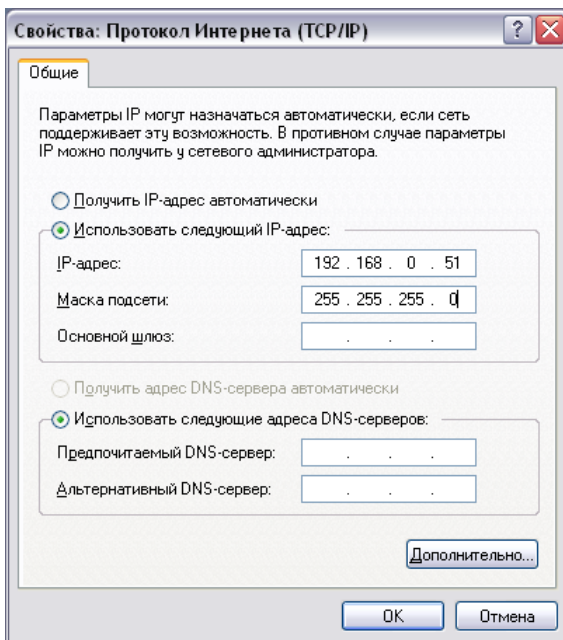 Свойства: Протокол Интернета (TCP/IP)
Общие
Параметры IP могут назначаться автоматически, если сеть
поддерживает эту возможность. В противном случае параметры
IP можно получить у сетевого администратора.
Получить IP-адрес автоматически
Использовать следующий IP-адрес:
IP-адрес: 192 . 168 . 0 . 51
Маска подсети: 255 . 255 . 255 . 0
Основной шлюз: . . .
Получить адрес DNS-сервера автоматически
Использовать следующие адреса DNS-серверов:
Предпочитаемый DNS-сервер: . . .
Альтернативный DNS-сервер: . . .
Дополнительно...
OK Отмена